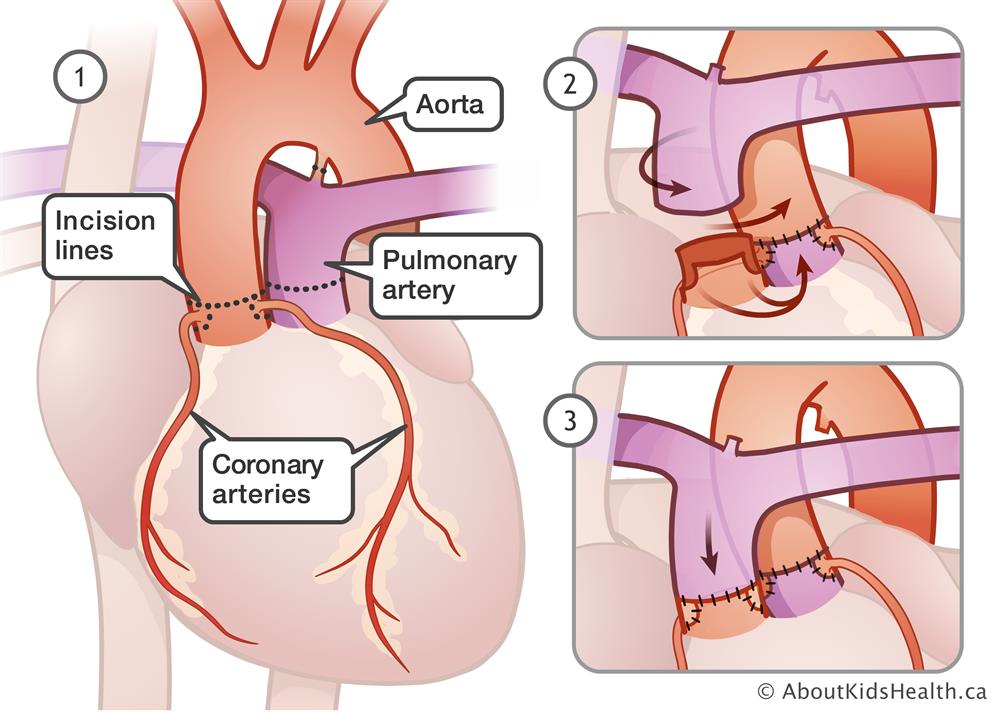 1
Aorta
Incision
lines
Pulmonary
artery
Coronary
arteries
2
3
© AboutKidsHealth.ca